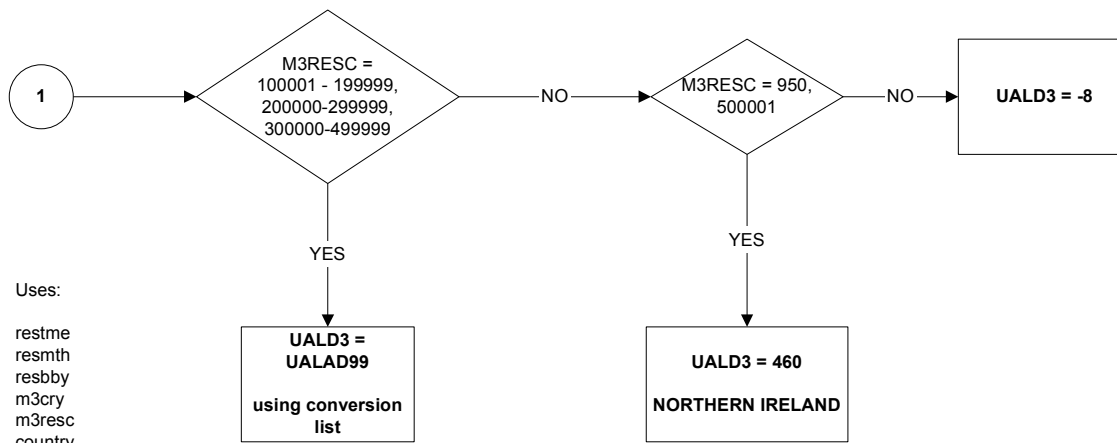 1
M3RESC =
100001 - 199999,
200000-299999,
300000-499999
NO
M3RESC = 950,
500001
NO
UALD3 = -8
YES
YES
Uses:
restme
resmth
resbby
m3cry
m3resc
country
UALD3 =
UALAD99
using conversion
list
UALD3 = 460
NORTHERN IRELAND